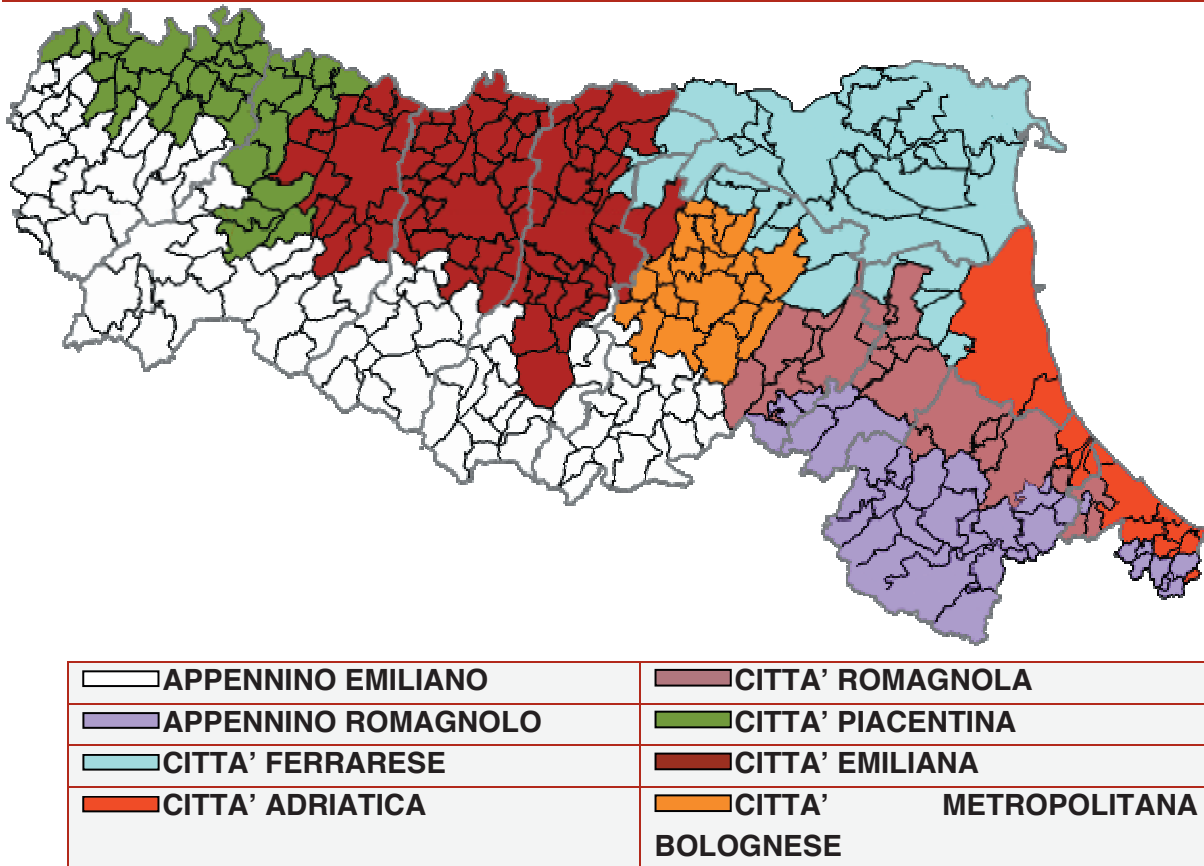 APPENNINO EMILIANO
CITTA' ROMAGNOLA
APPENNINO ROMAGNOLO
CITTA' PIACENTINA
CITTA' FERRARESE
CITTA' EMILIANA
CITTA' ADRIATICA
CITTA' METROPOLITANA
BOLOGNESE